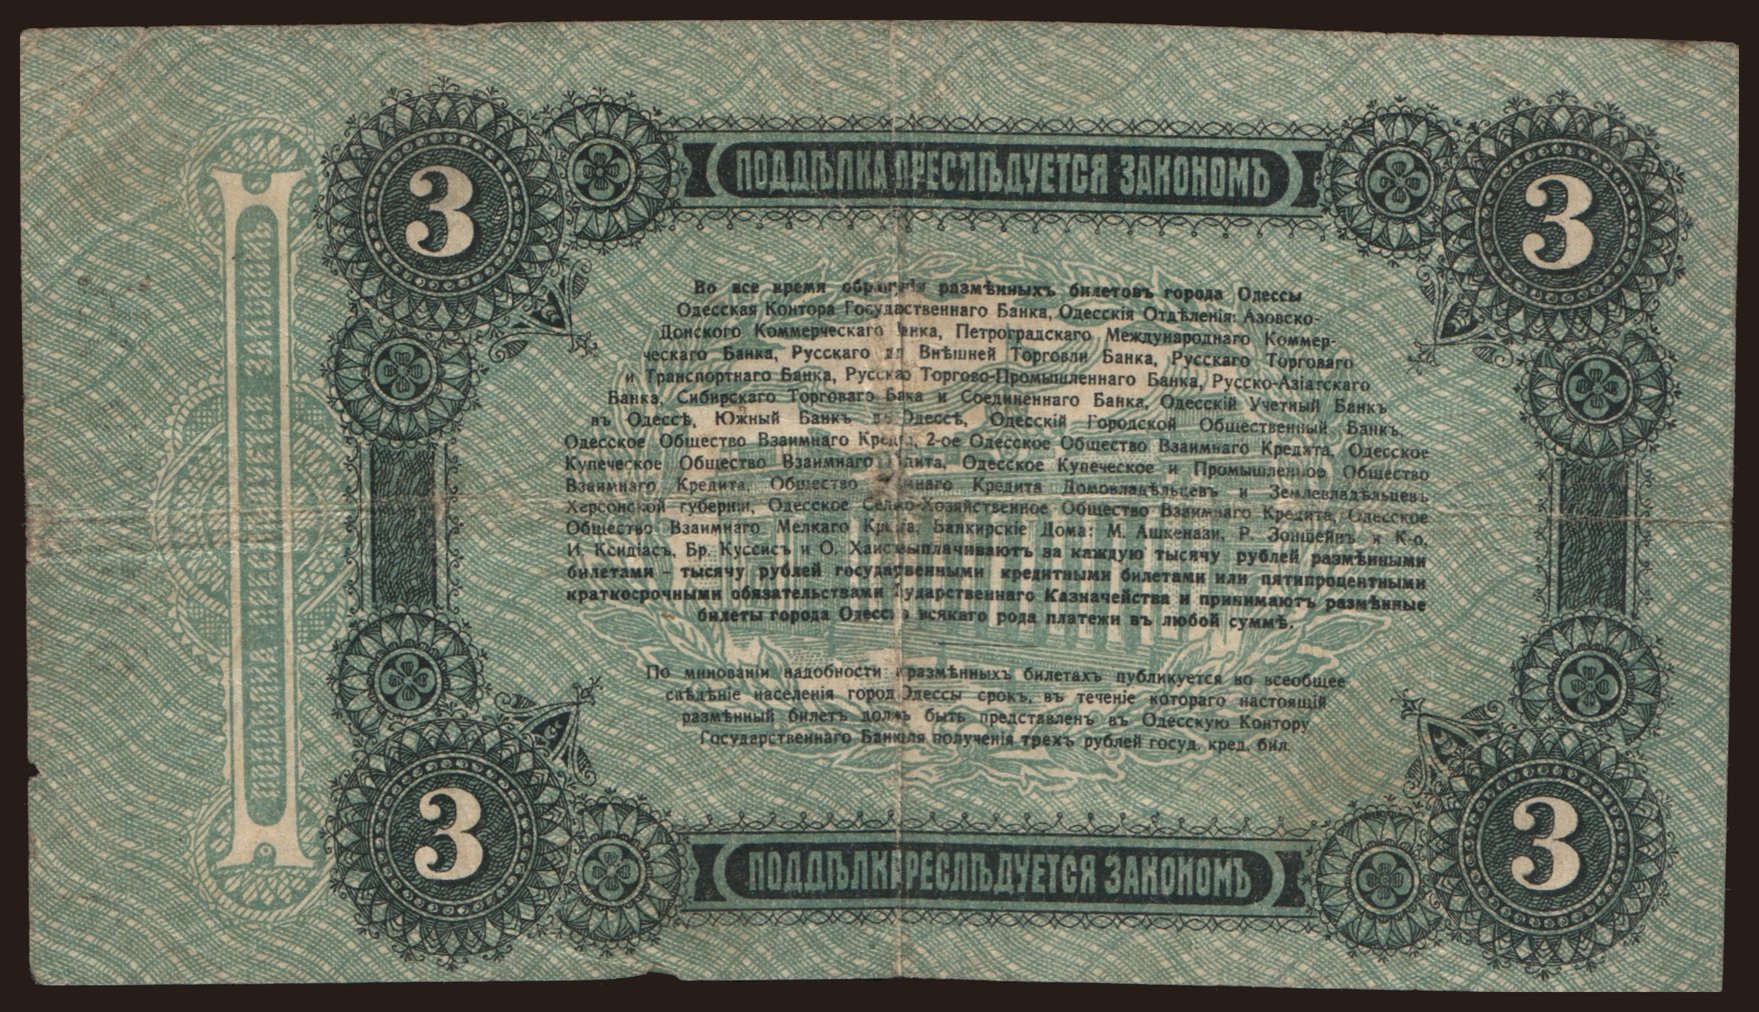 3
3
ПОДДѢЛКА ПРЕСЛѢДУЕТСЯ ЗАКОНОМЪ
Во все время размѣнныхъ билетовъ города Одессы
Одесская Контора Государственнаго Банка, Одесскія Отдѣленія: Азовско-
Донского Коммерческаго Банка, Петроградскаго Международнаго Коммер-
ческаго Банка, Русскаго для Внѣшней Торговли Банка, Русскаго Торговаго
и Транспортнаго Банка, Русскаго Торгово-Промышленнаго Банка, Русско-Азіатскаго
Банка, Сибирскаго Торговаго Банка и Соединеннаго Банка, Одесскій Учетный Банкъ
въ Одессѣ, Южный Банкъ въ Одессѣ, Одесскій Городской Общественный Банкъ,
Одесское Общество Взаимнаго Кредита, 2-ое Одесское Общество Взаимнаго Кредита, Одесское
Купеческое Общество Взаимнаго Кредита, Одесское Купеческое и Промышленное Общество
Взаимнаго Кредита, Общество Взаимнаго Кредита Домовладѣльцевъ и Землевладѣльцевъ
Херсонской губерніи, Одесское Сельско-Хозяйственное Общество Взаимнаго Кредита, Одесское
Общество Взаимнаго Мелкаго Кредита, Банкирскіе Дома: М. Ашкенази, Р. Зоншейнъ и К-о,
И. Ксидіасъ, Бр. Куссисъ и О. Хаис выплачиваютъ за каждую тысячу рублей размѣнными
билетами – тысячу рублей государственными кредитными билетами или пятипроцентными
краткосрочными обязательствами Государственнаго Казначейства и принимаютъ размѣнные
билеты города Одессы во всякаго рода платежи въ любой суммѣ.
По минованіи надобности въ размѣнныхъ билетахъ публикуется во всеобщее
свѣдѣніе населенія города Одессы срокъ, въ теченіе котораго настоящій
размѣнный билетъ долженъ быть представленъ въ Одесскую Контору
Государственнаго Банка для полученія трехъ рублей госуд. кред. бил.
3
3
ПОДДѢЛКА ПРЕСЛѢДУЕТСЯ ЗАКОНОМЪ